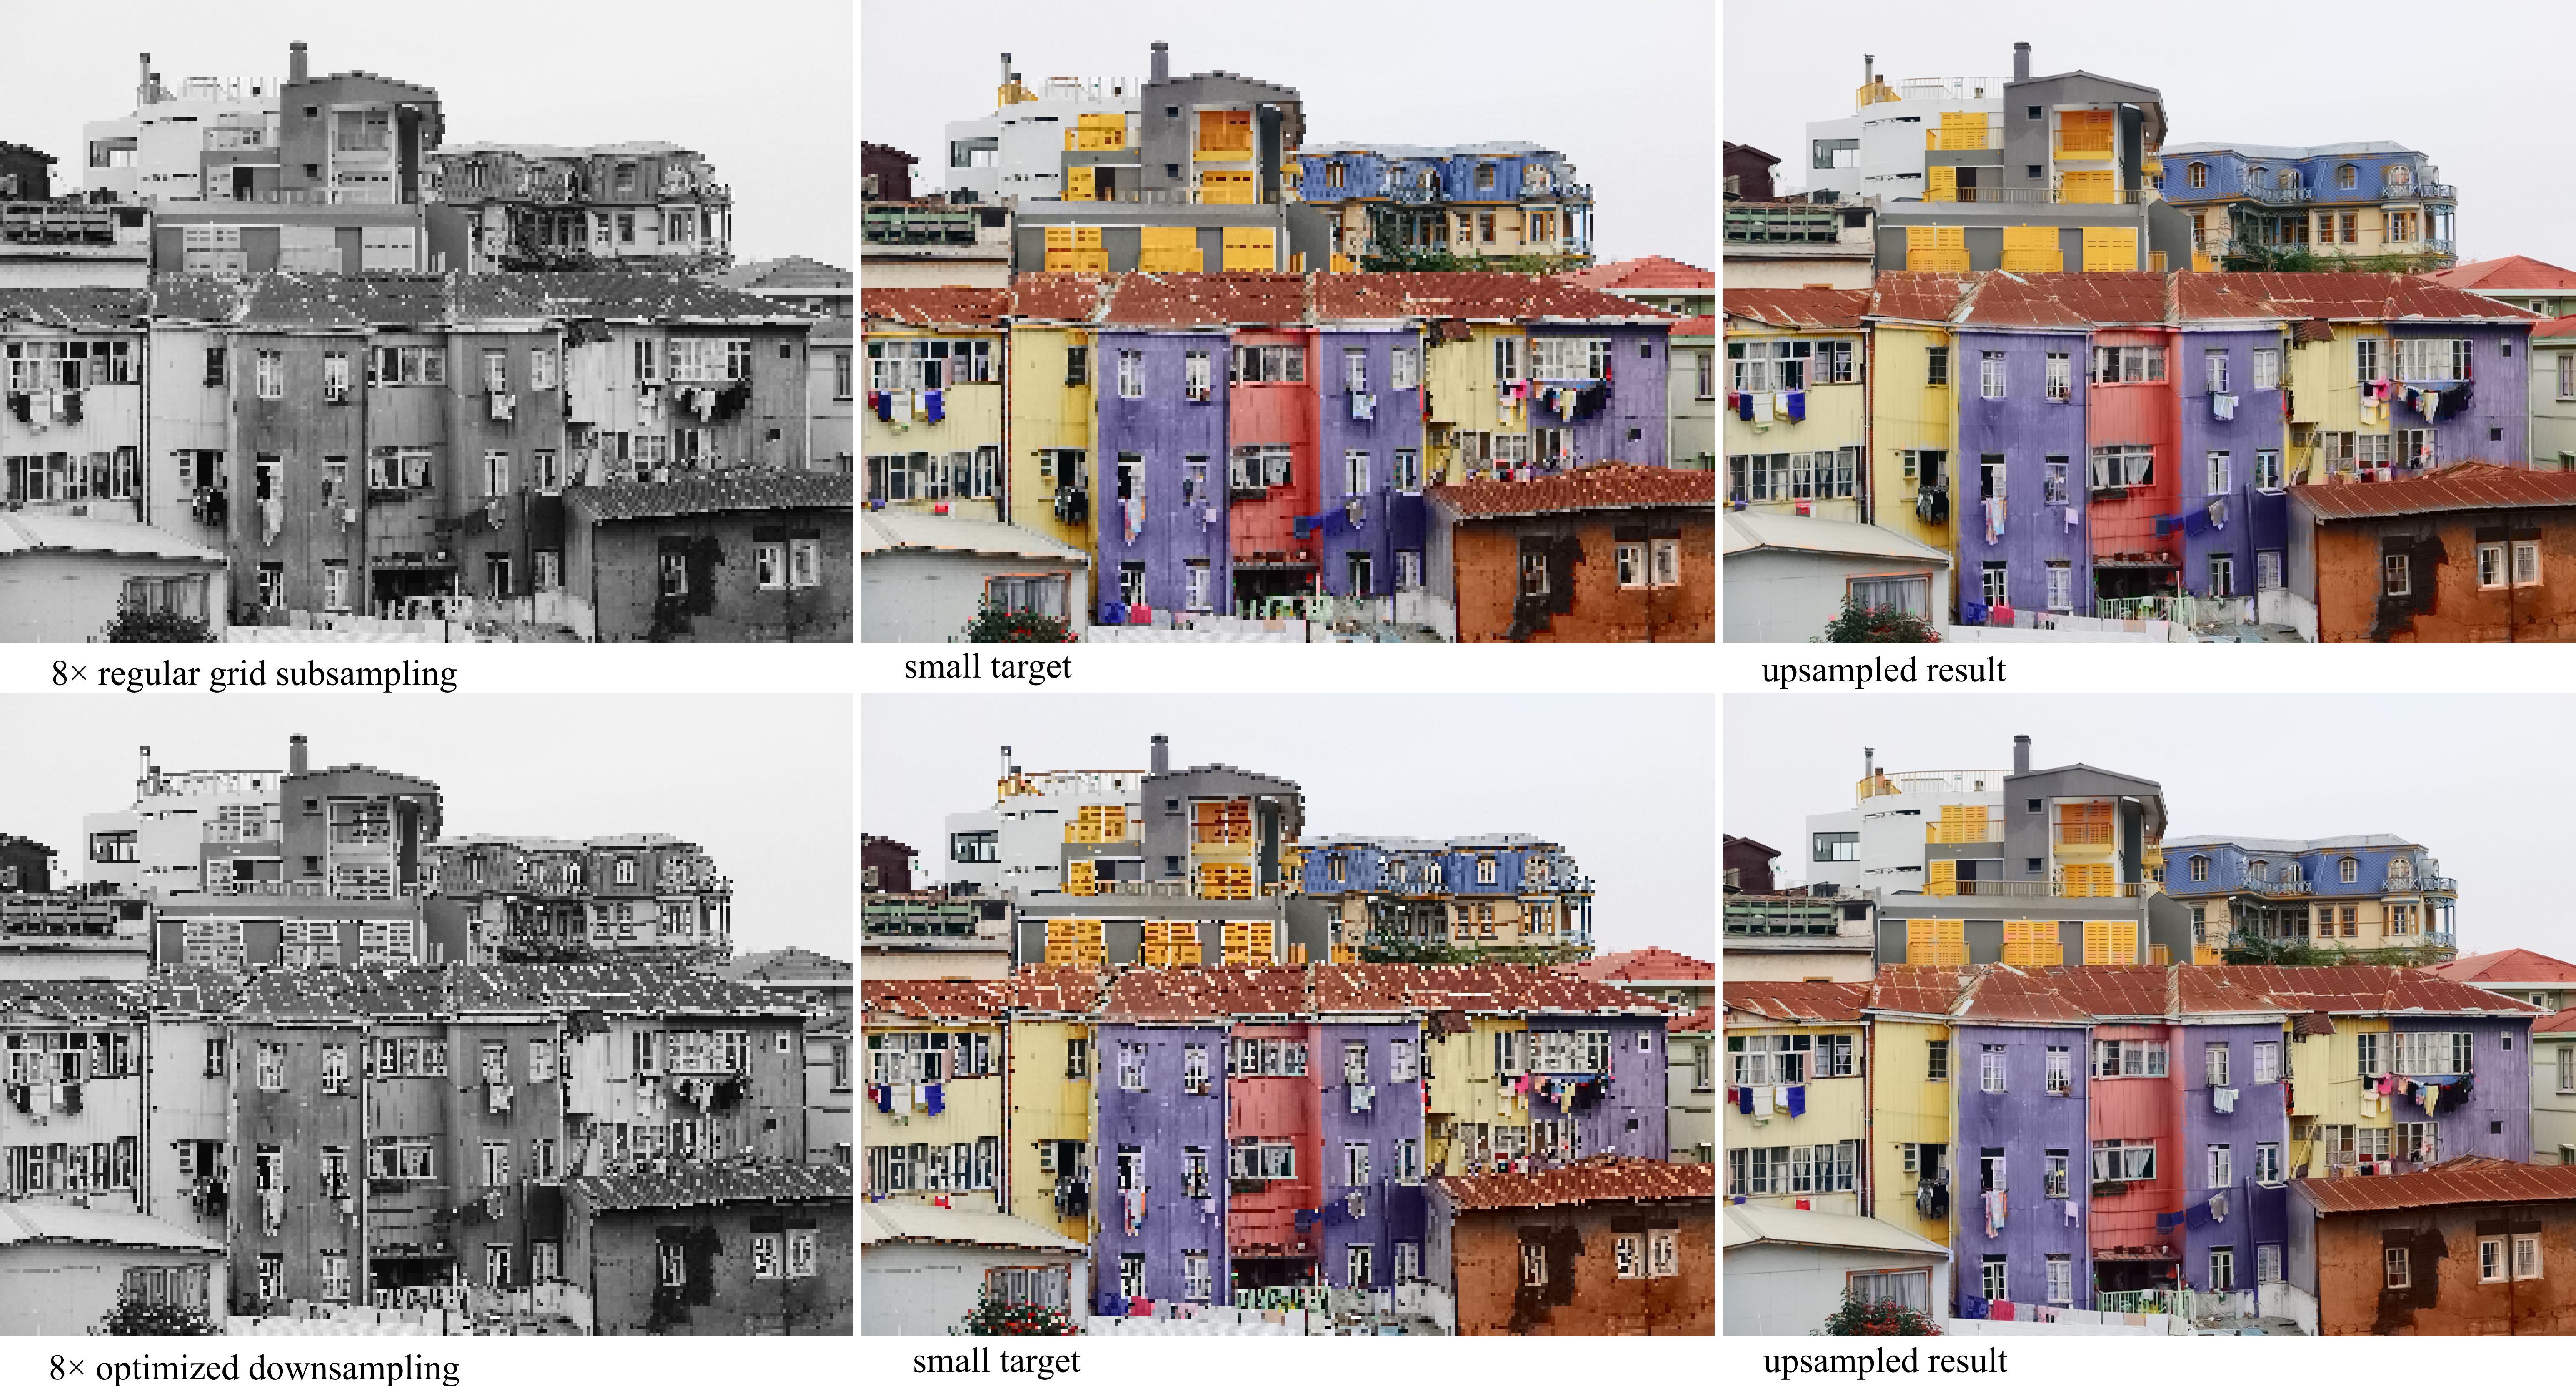 8× regular grid subsampling
small target
upsampled result
8× optimized downsampling
small target
upsampled result